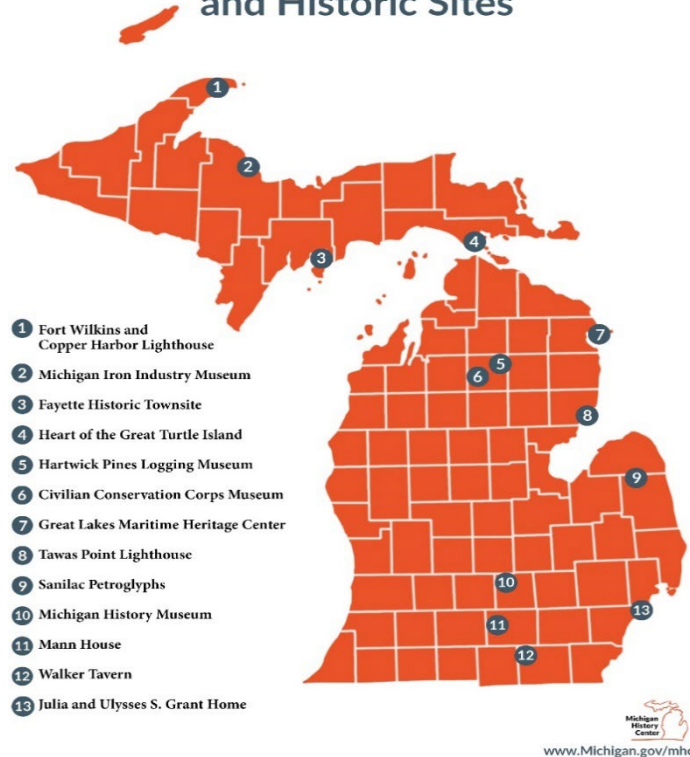 and Historic Sites
1
2
3
4
5
6
7
8
9
10
11
12
13
1 Fort Wilkins and
Copper Harbor Lighthouse
2 Michigan Iron Industry Museum
3 Fayette Historic Townsite
4 Heart of the Great Turtle Island
5 Hartwick Pines Logging Museum
6 Civilian Conservation Corps Museum
7 Great Lakes Maritime Heritage Center
8 Tawas Point Lighthouse
9 Sanilac Petroglyphs
10 Michigan History Museum
11 Mann House
12 Walker Tavern
13 Julia and Ulysses S. Grant Home
Michigan
History
Center
www.Michigan.gov/mhc